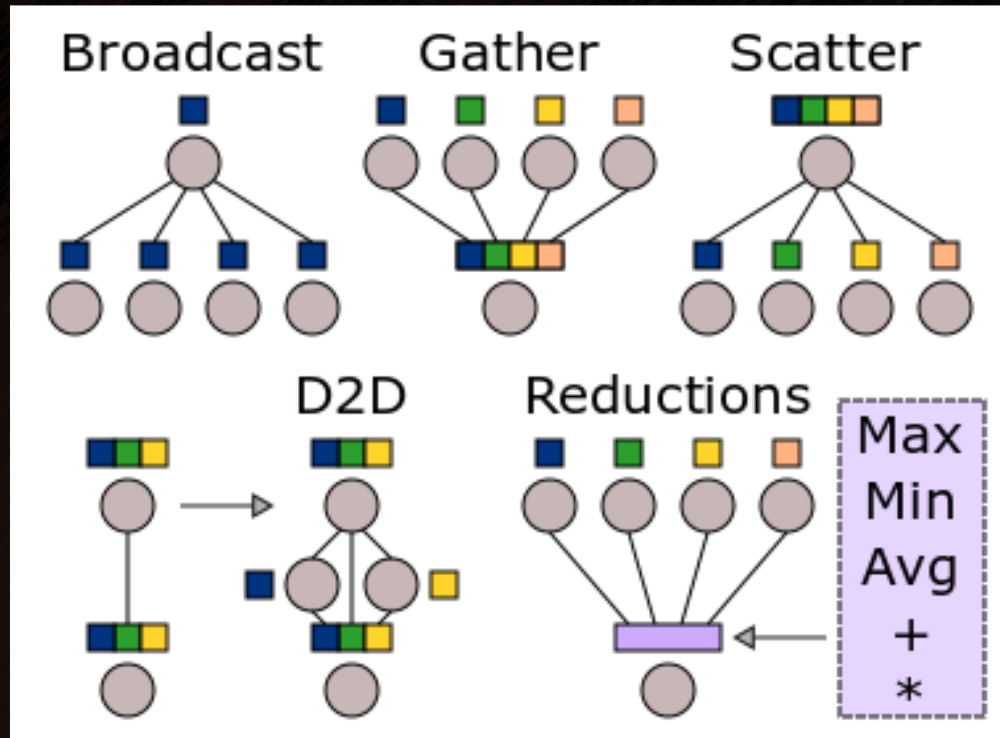 Broadcast
Gather
Scatter
D2D
Reductions
Max
Min
Avg
+
*